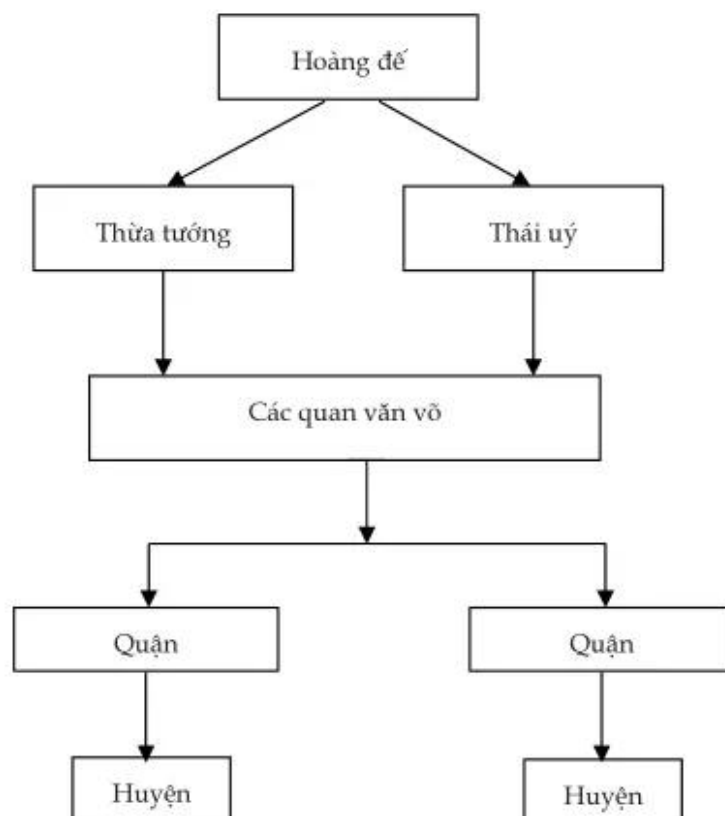 Hoàng đế
Thừa tướng
Thái uý
Các quan văn võ
Quận
Quận
Huyện
Huyện